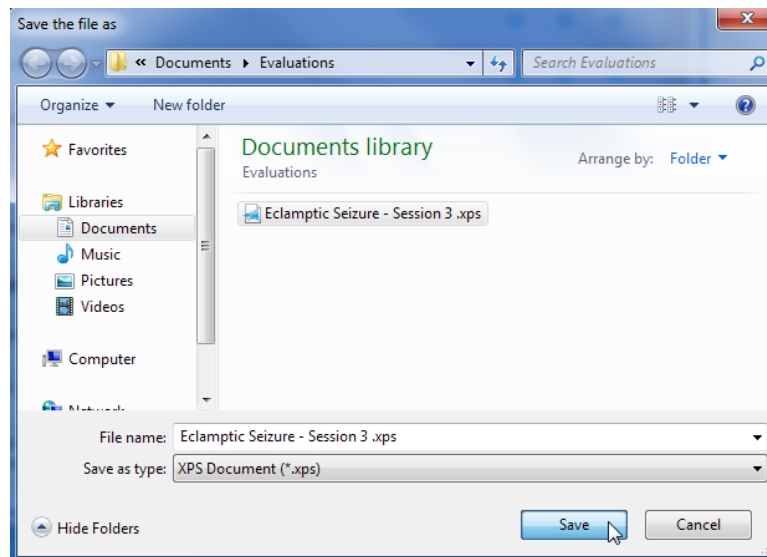 Save the file as
« Documents Evaluations
Search Evaluations
Organize New folder
Favorites
Libraries
Documents
Music
Pictures
Videos
Computer
Network
Documents library
Evaluations
Arrange by: Folder
Eclamptic Seizure - Session 3 .xps
File name: Eclamptic Seizure - Session 3 .xps
Save as type: XPS Document (*.xps)
Hide Folders
Save
Cancel